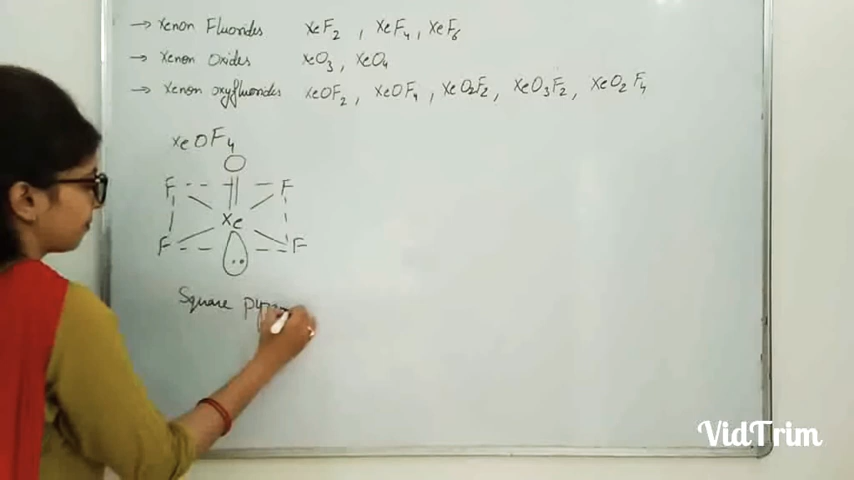 → Xenon Fluorides XeF₂ , XeF₄ , XeF₆
→ Xenon Oxides XeO₃ , XeO₄
→ Xenon oxyfluorides XeOF₂ , XeOF₄ , XeO₂F₂ , XeO₃F₂ , XeO₂F₄
XeOF₄
O
F F
Xe
F F
Square
VidTrim